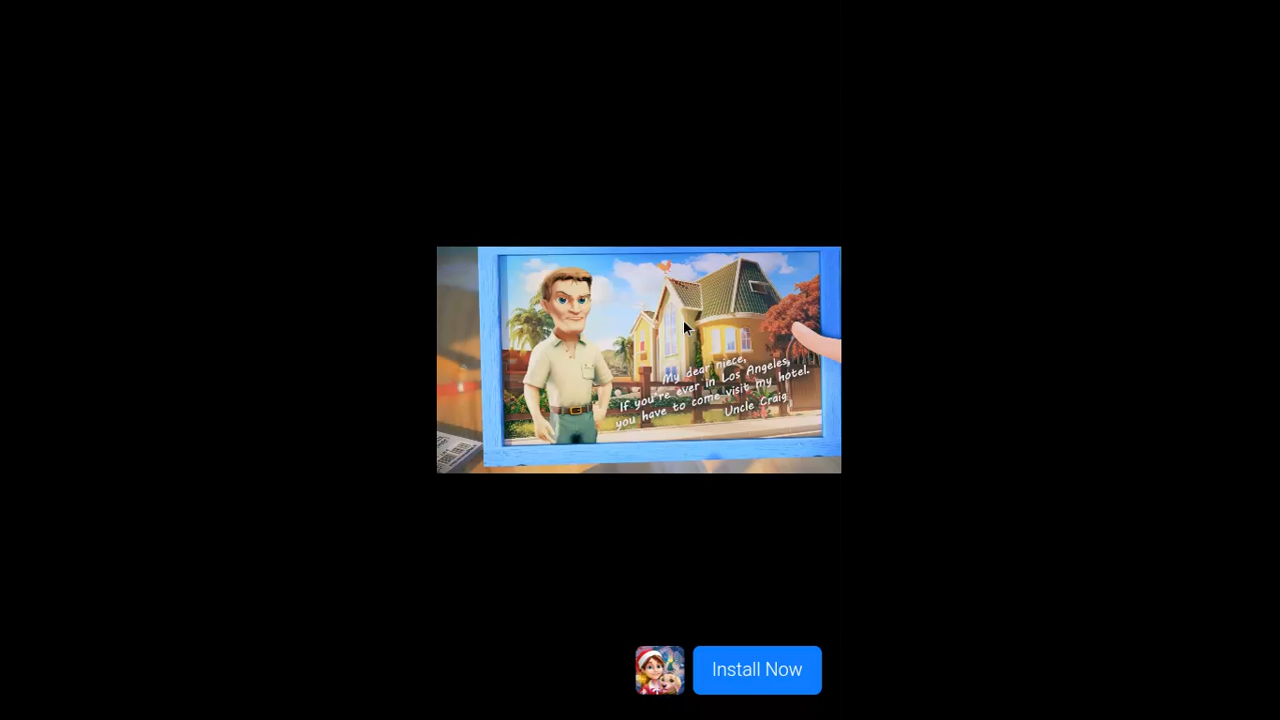 My dear niece,
If you're ever in Los Angeles,
you have to come visit my hotel.
Uncle Craig
Install Now